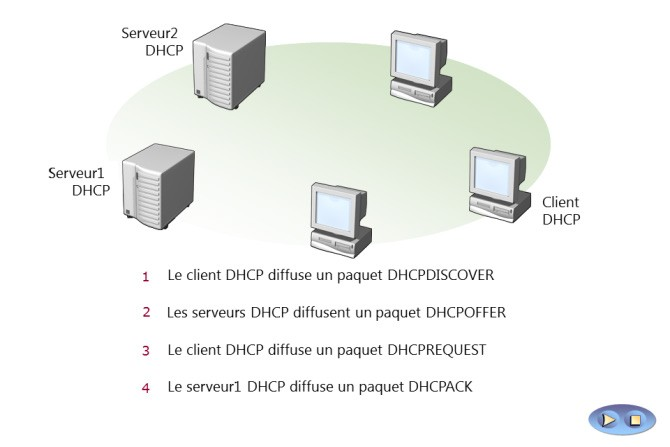 Serveur2
DHCP
Serveur1
DHCP
Client
DHCP
1 Le client DHCP diffuse un paquet DHCPDISCOVER
2 Les serveurs DHCP diffusent un paquet DHCPOFFER
3 Le client DHCP diffuse un paquet DHCPREQUEST
4 Le serveur1 DHCP diffuse un paquet DHCPACK